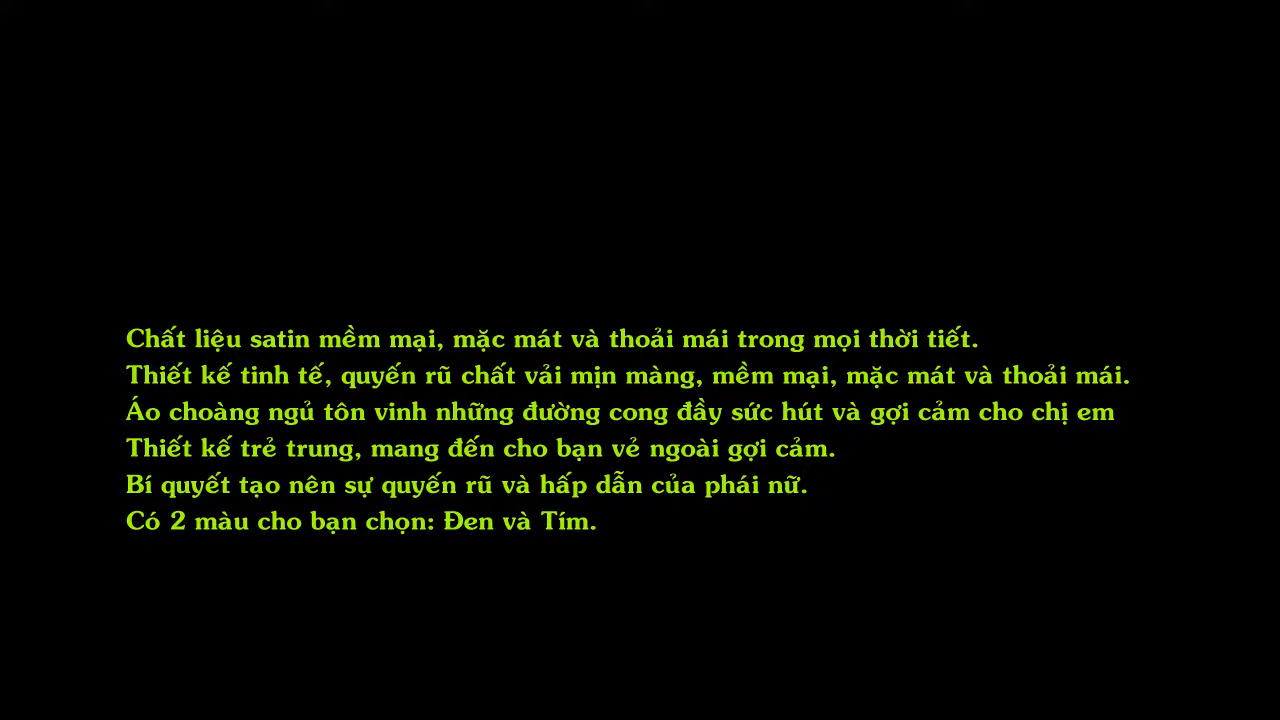 Chất liệu satin mềm mại, mặc mát và thoải mái trong mọi thời tiết.
Thiết kế tinh tế, quyến rũ chất vải mịn màng, mềm mại, mặc mát và thoải mái.
Áo choàng ngủ tôn vinh những đường cong đầy sức hút và gợi cảm cho chị em
Thiết kế trẻ trung, mang đến cho bạn vẻ ngoài gợi cảm.
Bí quyết tạo nên sự quyến rũ và hấp dẫn của phái nữ.
Có 2 màu cho bạn chọn: Đen và Tím.